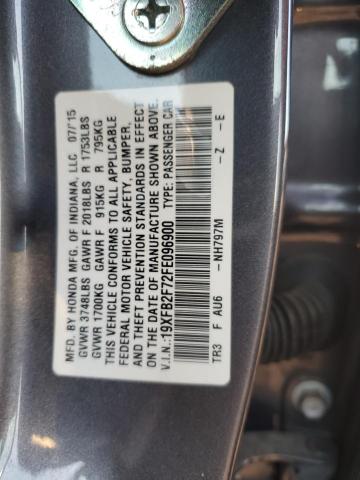 MFD. BY HONDA MFG. OF INDIANA, LLC 07/15
GVWR 3748LBS GAWR F 2018LBS R 1753LBS
GVWR 1700KG GAWR F 915KG R 795KG
THIS VEHICLE CONFORMS TO ALL APPLICABLE
FEDERAL MOTOR VEHICLE SAFETY, BUMPER,
AND THEFT PREVENTION STANDARDS IN EFFECT
ON THE DATE OF MANUFACTURE SHOWN ABOVE.
V.I.N.:19XFB2F72FE096900 TYPE: PASSENGER CAR
TR3 F AU6 -NH797M -Z -E